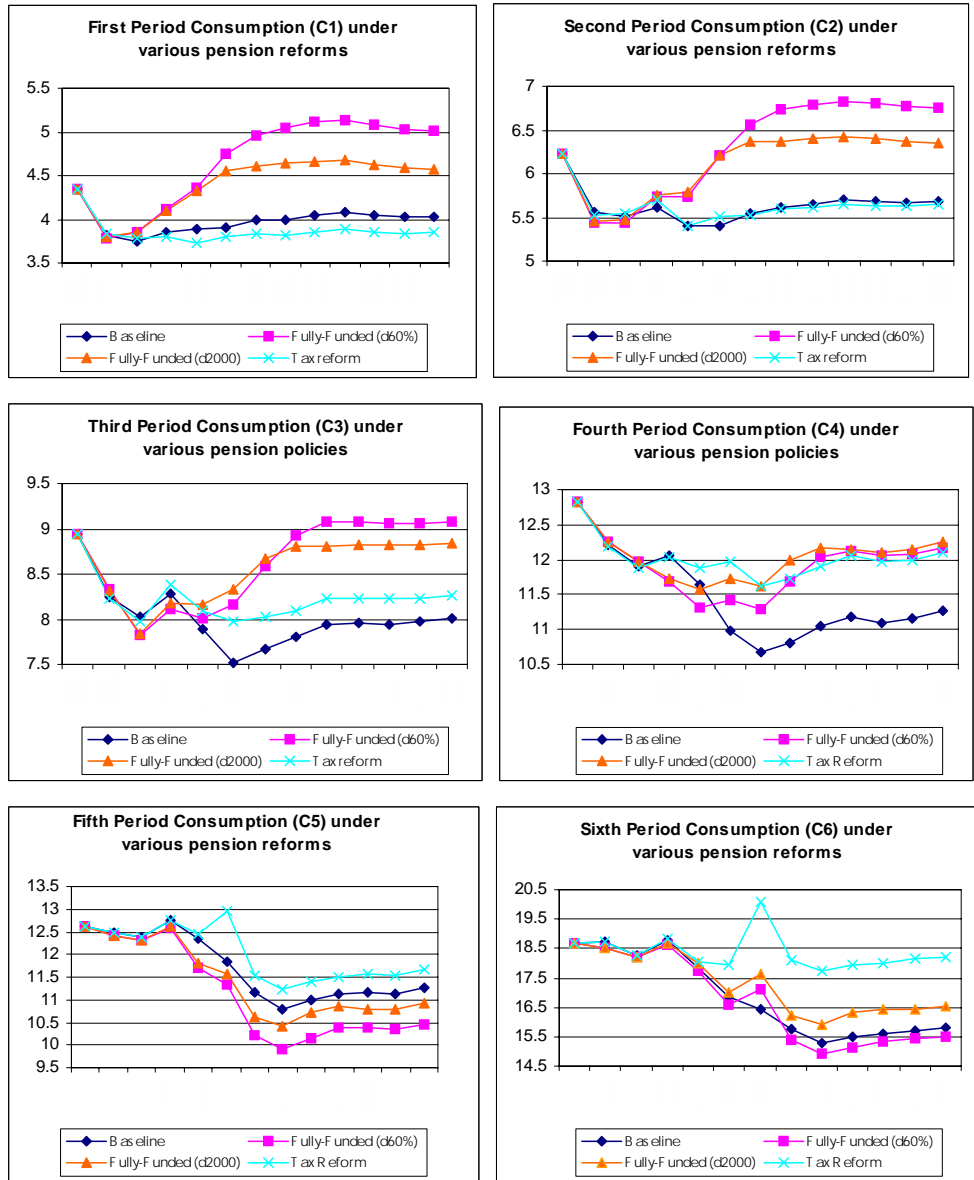 First Period Consumption (C1) under
various pension reforms
5.5
5
4.5
4
3.5
Baseline
Fully-Funded (d60%)
Fully-Funded (d2000)
Tax reform
Second Period Consumption (C2) under
various pension reforms
7
6.5
6
5.5
5
Baseline
Fully-Funded (d60%)
Fully-Funded (d2000)
Tax reform
Third Period Consumption (C3) under
various pension policies
9.5
9
8.5
8
7.5
Baseline
Fully-Funded (d60%)
Fully-Funded (d2000)
Tax reform
Fourth Period Consumption (C4) under
various pension policies
13
12.5
12
11.5
11
10.5
Baseline
Fully-Funded (d60%)
Fully-Funded (d2000)
Tax reform
Fifth Period Consumption (C5) under
various pension reforms
13.5
13
12.5
12
11.5
11
10.5
10
9.5
Baseline
Fully-Funded (d60%)
Fully-Funded (d2000)
Tax Reform
Sixth Period Consumption (C6) under
various pension reforms
20.5
19.5
18.5
17.5
16.5
15.5
14.5
Baseline
Fully-Funded (d60%)
Fully-Funded (d2000)
Tax Reform